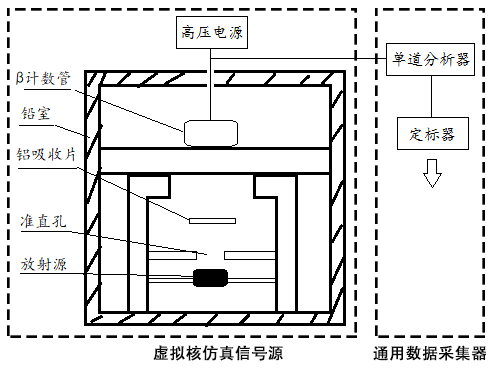 高压电源
单道分析器
β计数管
铅室
定标器
铝吸收片
准直孔
放射源
虚拟核仿真信号源
通用数据采集器